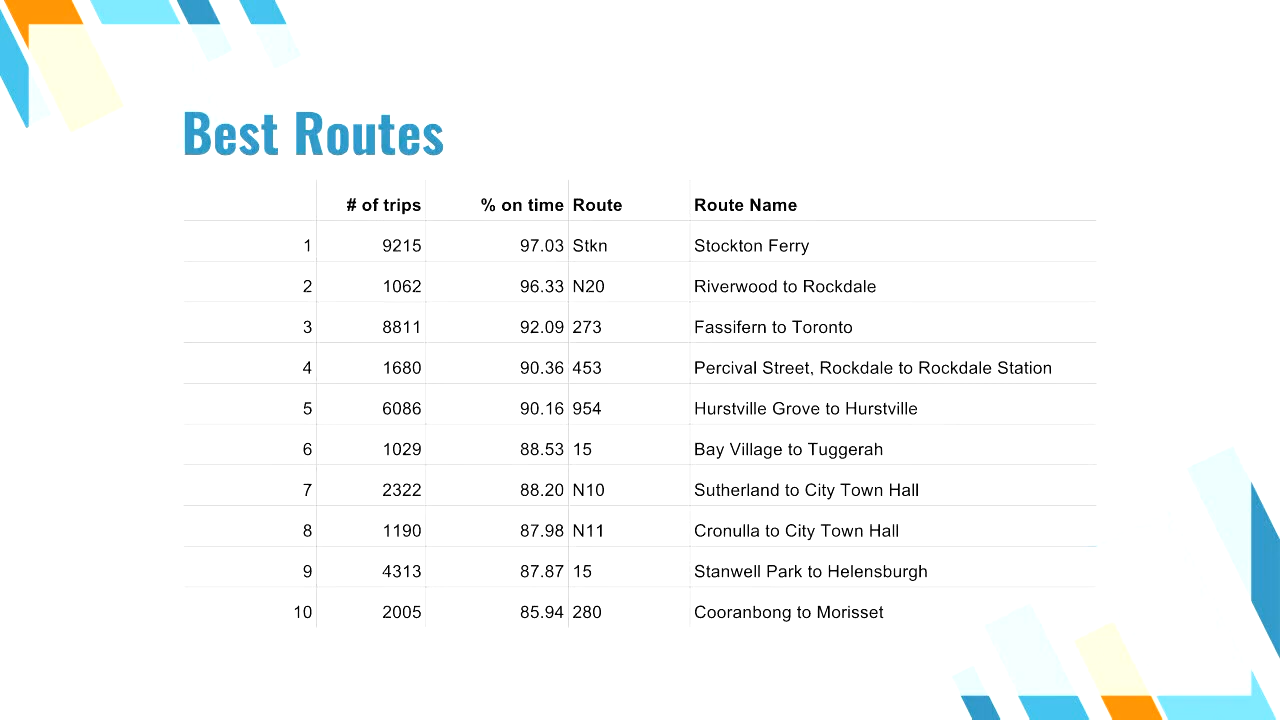 Best Routes
# of trips % on time Route Route Name
1 9215 97.03 Stkn Stockton Ferry
2 1062 96.33 N20 Riverwood to Rockdale
3 8811 92.09 273 Fassifern to Toronto
4 1680 90.36 453 Percival Street, Rockdale to Rockdale Station
5 6086 90.16 954 Hurstville Grove to Hurstville
6 1029 88.53 15 Bay Village to Tuggerah
7 2322 88.20 N10 Sutherland to City Town Hall
8 1190 87.98 N11 Cronulla to City Town Hall
9 4313 87.87 15 Stanwell Park to Helensburgh
10 2005 85.94 280 Cooranbong to Morisset